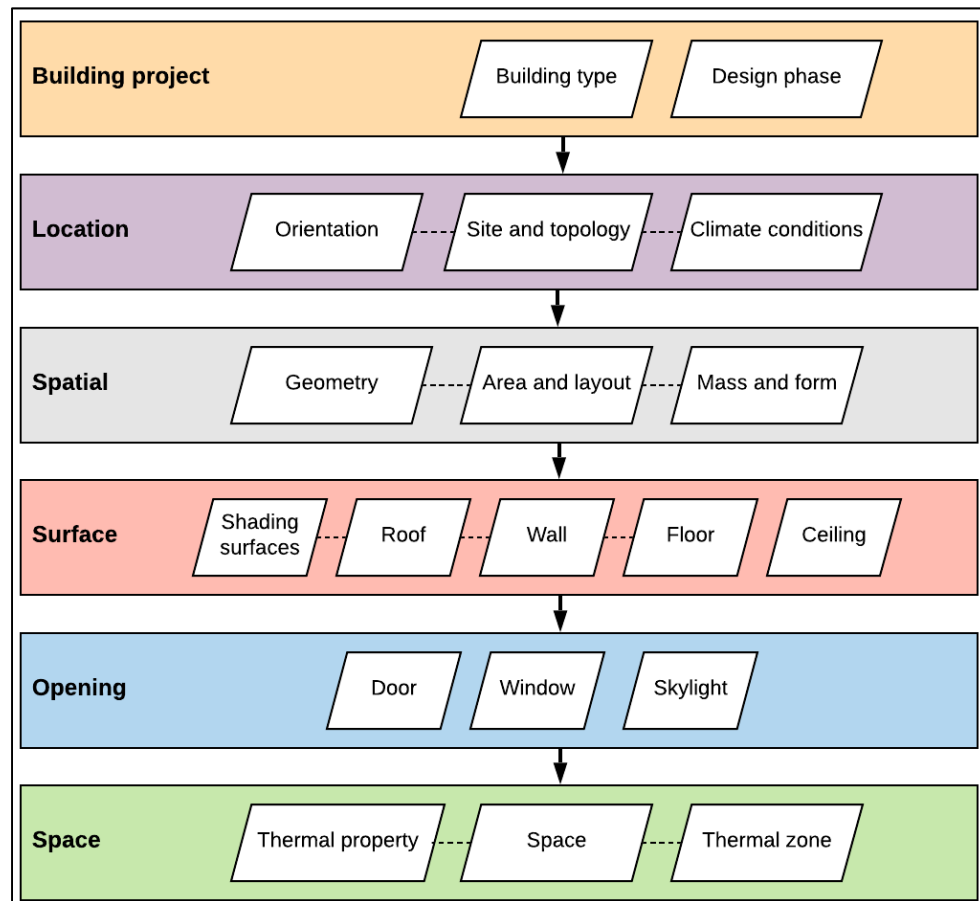 Building project
Building type
Design phase
Location
Orientation
Site and topology
Climate conditions
Spatial
Geometry
Area and layout
Mass and form
Surface
Shading
surfaces
Roof
Wall
Floor
Ceiling
Opening
Door
Window
Skylight
Space
Thermal property
Space
Thermal zone